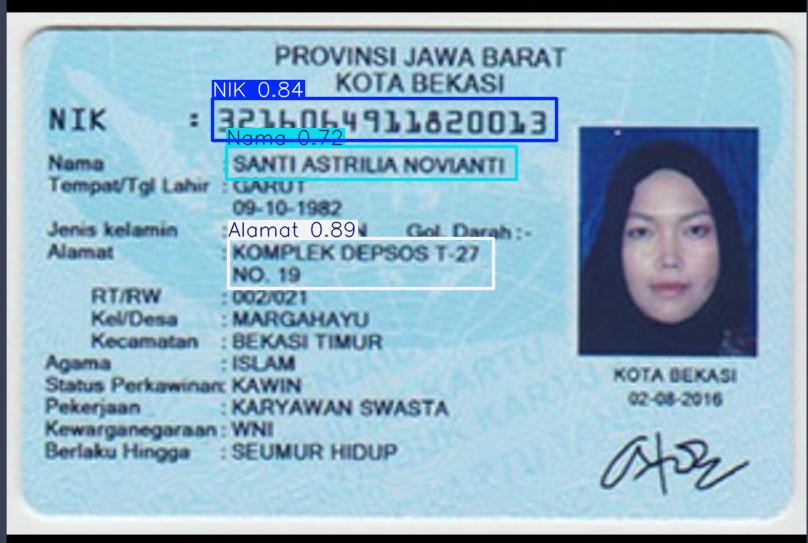 PROVINSI JAWA BARAT
KOTA BEKASI
NIK 0.84
NIK : 3216064911820013
Nama 0.72
Nama : SANTI ASTRILIA NOVIANTI
Tempat/Tgl Lahir : GARUT
09-10-1982
Jenis kelamin : Alamat 0.89 Gol. Darah :-
Alamat : KOMPLEK DEPSOS T-27
NO. 19
RT/RW : 002/021
Kel/Desa : MARGAHAYU
Kecamatan : BEKASI TIMUR
Agama : ISLAM
Status Perkawinan: KAWIN
Pekerjaan : KARYAWAN SWASTA
Kewarganegaraan : WNI
Berlaku Hingga : SEUMUR HIDUP
KOTA BEKASI
02-08-2016